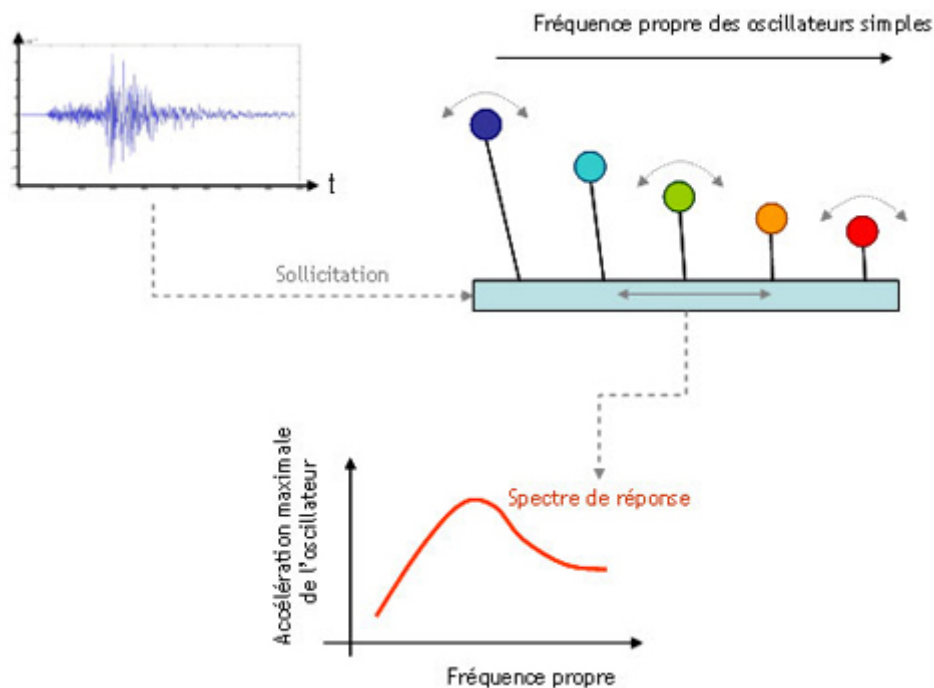 Fréquence propre des oscillateurs simples
t
Sollicitation
Accélération maximale
de l'oscillateur
Spectre de réponse
Fréquence propre